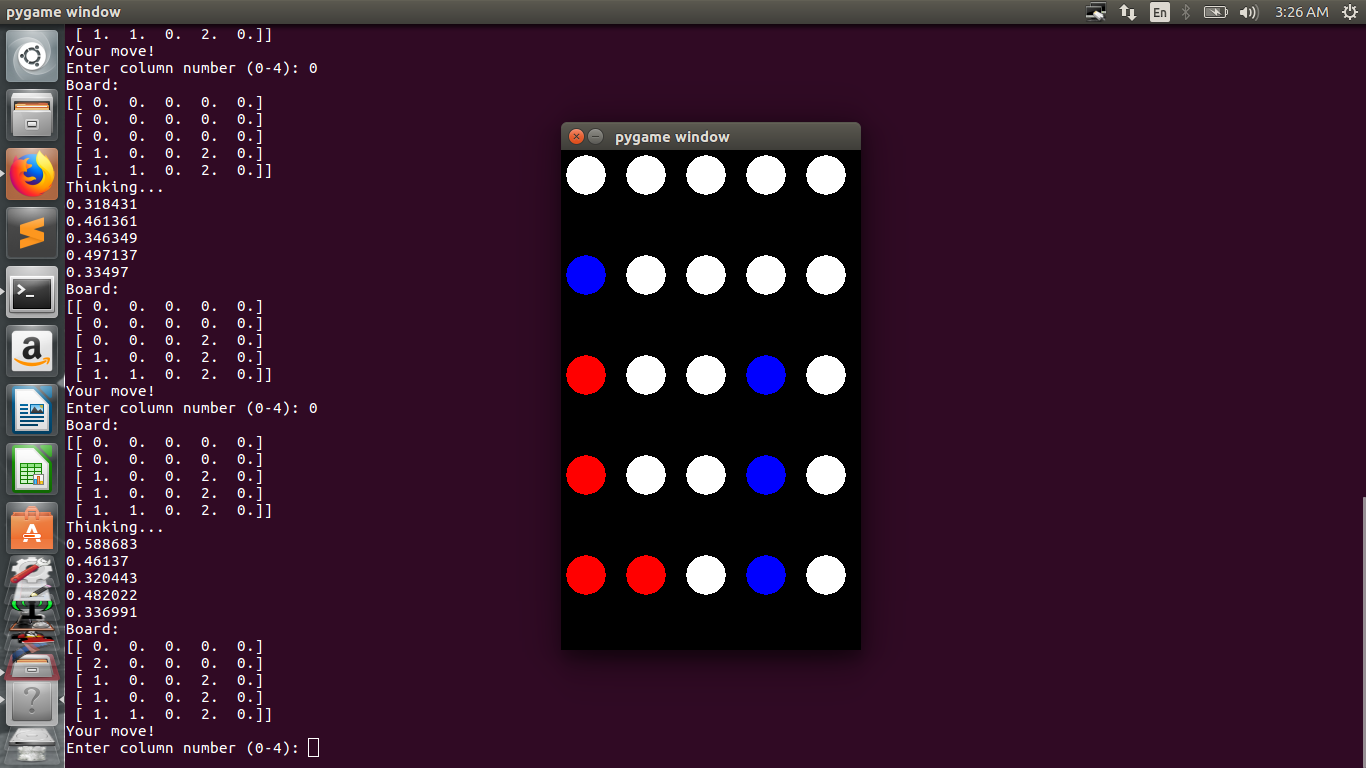 pygame window
En
3:26 AM
[ 1. 1. 0. 2. 0.]]
Your move!
Enter column number (0-4): 0
Board:
[[ 0. 0. 0. 0. 0.]
[ 0. 0. 0. 0. 0.]
[ 0. 0. 0. 0. 0.]
[ 1. 0. 0. 2. 0.]
[ 1. 1. 0. 2. 0.]]
Thinking...
0.318431
0.461361
0.346349
0.497137
0.33497
Board:
[[ 0. 0. 0. 0. 0.]
[ 0. 0. 0. 0. 0.]
[ 0. 0. 0. 2. 0.]
[ 1. 0. 0. 2. 0.]
[ 1. 1. 0. 2. 0.]]
Your move!
Enter column number (0-4): 0
Board:
[[ 0. 0. 0. 0. 0.]
[ 0. 0. 0. 0. 0.]
[ 1. 0. 0. 2. 0.]
[ 1. 0. 0. 2. 0.]
[ 1. 1. 0. 2. 0.]]
Thinking...
0.588683
0.46137
0.320443
0.482022
0.336991
Board:
[[ 0. 0. 0. 0. 0.]
[ 2. 0. 0. 0. 0.]
[ 1. 0. 0. 2. 0.]
[ 1. 0. 0. 2. 0.]
[ 1. 1. 0. 2. 0.]]
Your move!
Enter column number (0-4):
pygame window